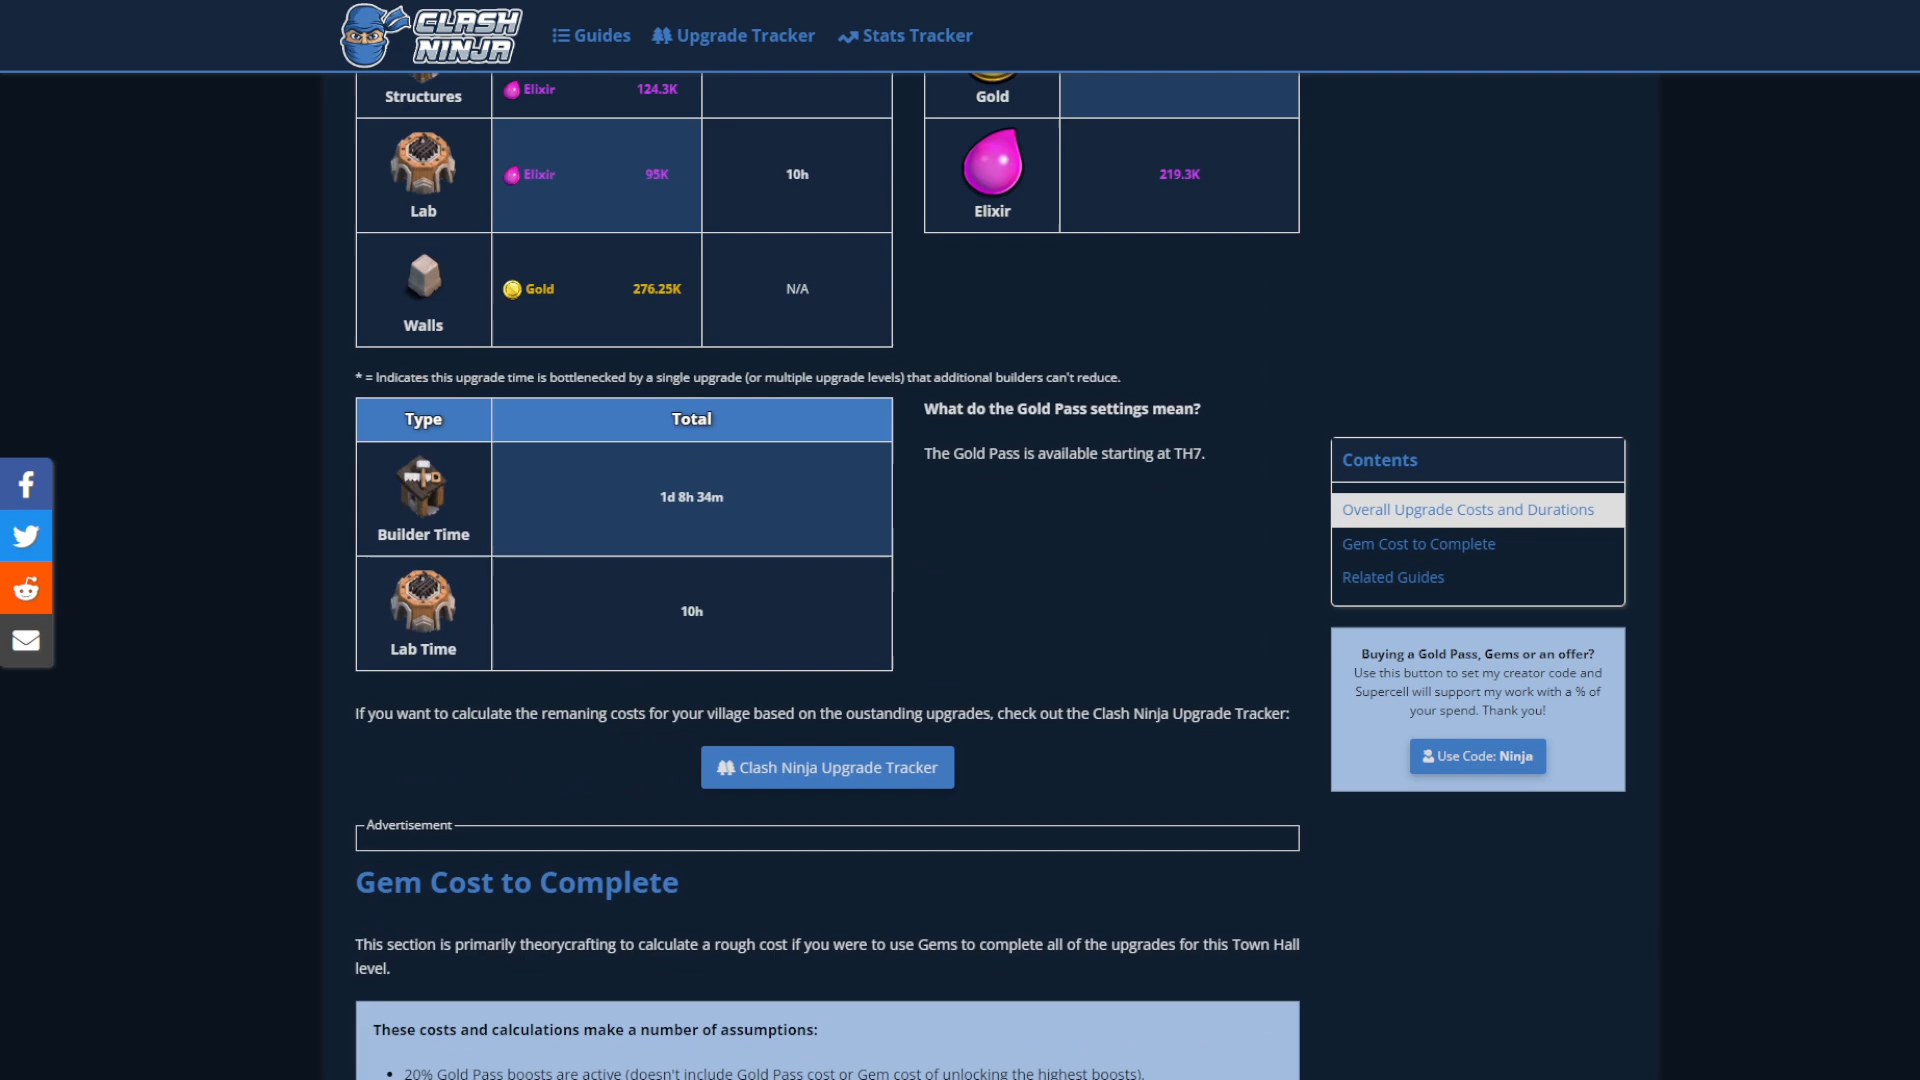 CLASH
NINJA
Guides
Upgrade Tracker
Stats Tracker
Structures
Elixir 124.3K
Gold
Lab
Elixir 95K
10h
Elixir
219.3K
Walls
Gold 276.25K
N/A
* = Indicates this upgrade time is bottlenecked by a single upgrade (or multiple upgrade levels) that additional builders can't reduce.
Type Total
Builder Time
1d 8h 34m
Lab Time
10h
What do the Gold Pass settings mean?
The Gold Pass is available starting at TH7.
Contents
Overall Upgrade Costs and Durations
Gem Cost to Complete
Related Guides
Buying a Gold Pass, Gems or an offer?
Use this button to set my creator code and
Supercell will support my work with a % of
your spend. Thank you!
Use Code: Ninja
If you want to calculate the remaning costs for your village based on the oustanding upgrades, check out the Clash Ninja Upgrade Tracker:
Clash Ninja Upgrade Tracker
Advertisement
Gem Cost to Complete
This section is primarily theorycrafting to calculate a rough cost if you were to use Gems to complete all of the upgrades for this Town Hall
level.
These costs and calculations make a number of assumptions:
• 20% Gold Pass boosts are active (doesn't include Gold Pass cost or Gem cost of unlocking the highest boosts).